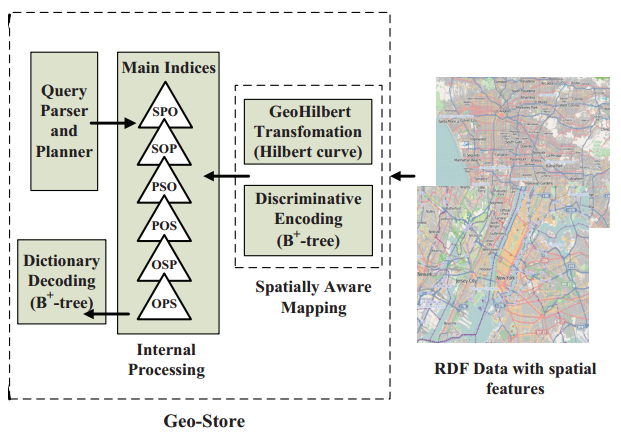 Query
Parser
and
Planner
Main Indices
SPO
SOP
PSO
POS
OSP
OPS
GeoHilbert
Transfomation
(Hilbert curve)
Discriminative
Encoding
(B+-tree)
Spatially Aware
Mapping
Dictionary
Decoding
(B+-tree)
Internal
Processing
Geo-Store
RDF Data with spatial
features